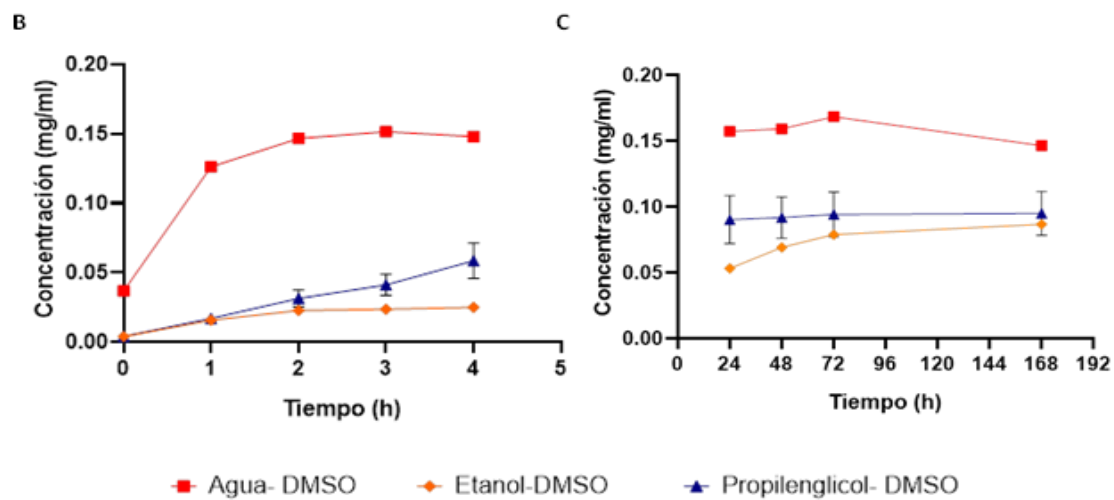 B
0.20
0.15
0.10
0.05
0.00
Concentración (mg/ml)
0 1 2 3 4 5
Tiempo (h)
C
0.20
0.15
0.10
0.05
0.00
Concentración (mg/ml)
0 24 48 72 96 120 144 168 192
Tiempo (h)
Agua- DMSO Etanol-DMSO Propilenglicol- DMSO